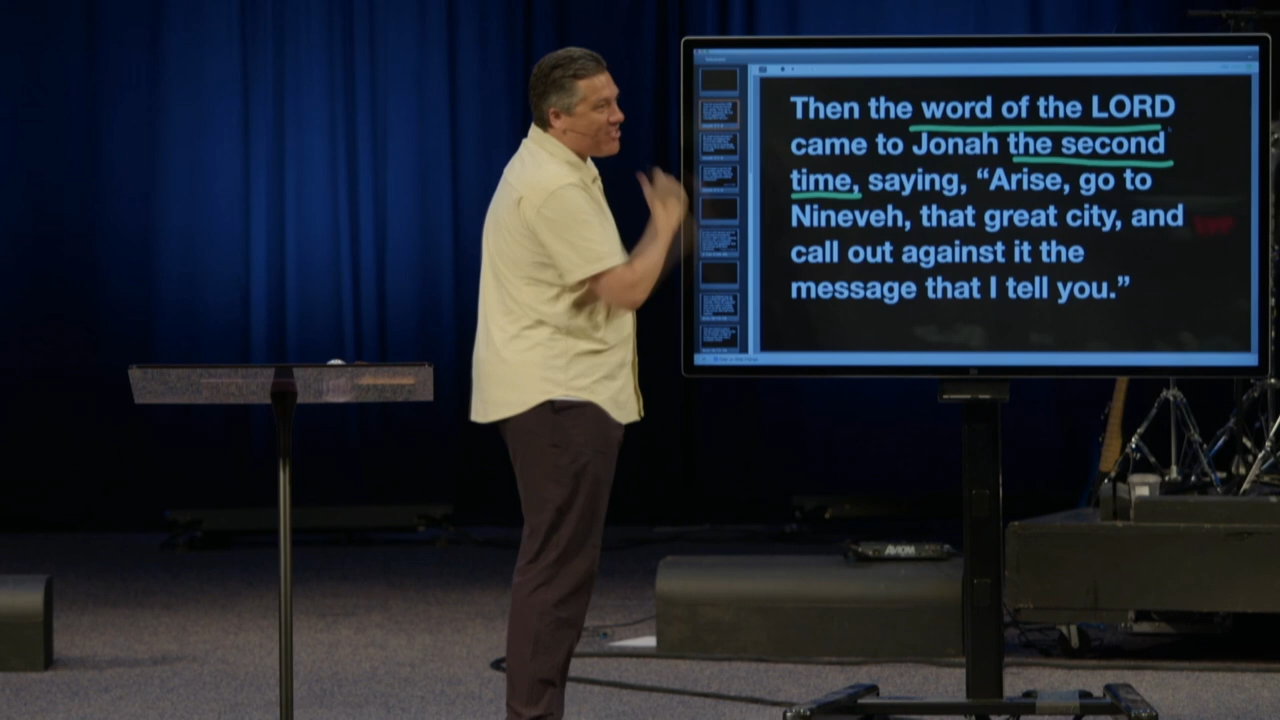 Then the word of the LORD
came to Jonah the second
time, saying, “Arise, go to
Nineveh, that great city, and
call out against it the
message that I tell you.”
AVIOM